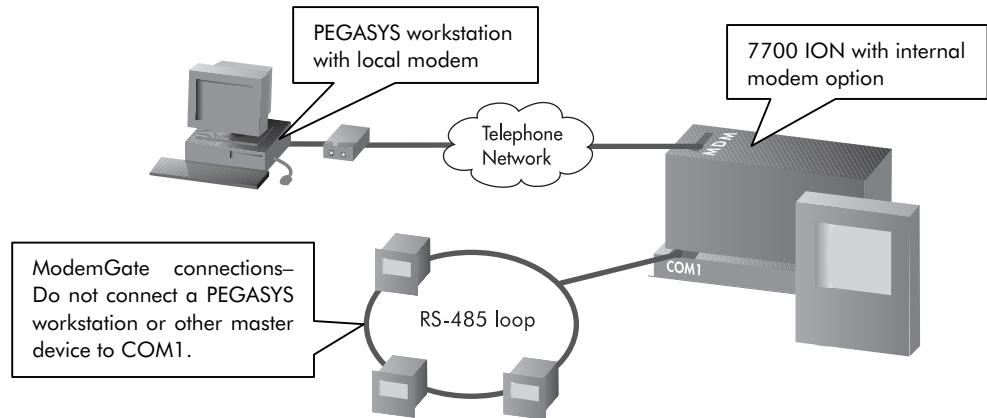 PEGASYS workstation
with local modem
7700 ION with internal
modem option
Telephone
Network
MDM
ModemGate connections–
Do not connect a PEGASYS
workstation or other master
device to COM1.
COM1
RS-485 loop